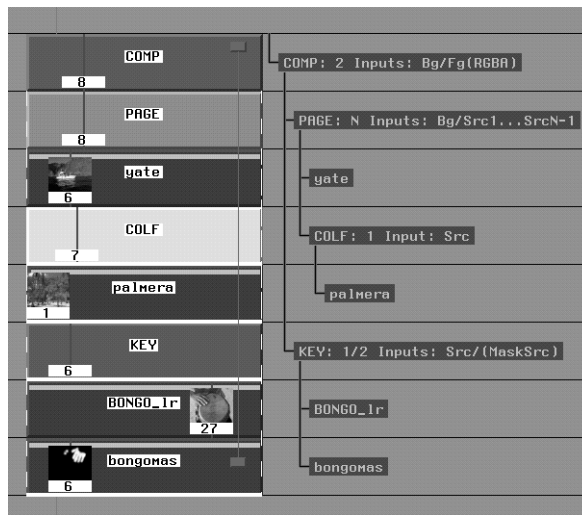 COMP
8
COMP: 2 Inputs: Bg/Fg(RGBA)
PAGE
8
PAGE: N Inputs: Bg/Src1...SrcN-1
yate
6
yate
COLF
7
COLF: 1 Input: Src
palmera
1
palmera
KEY
6
KEY: 1/2 Inputs: Src/(MaskSrc)
BONGO_lr
27
BONGO_lr
bongomas
6
bongomas